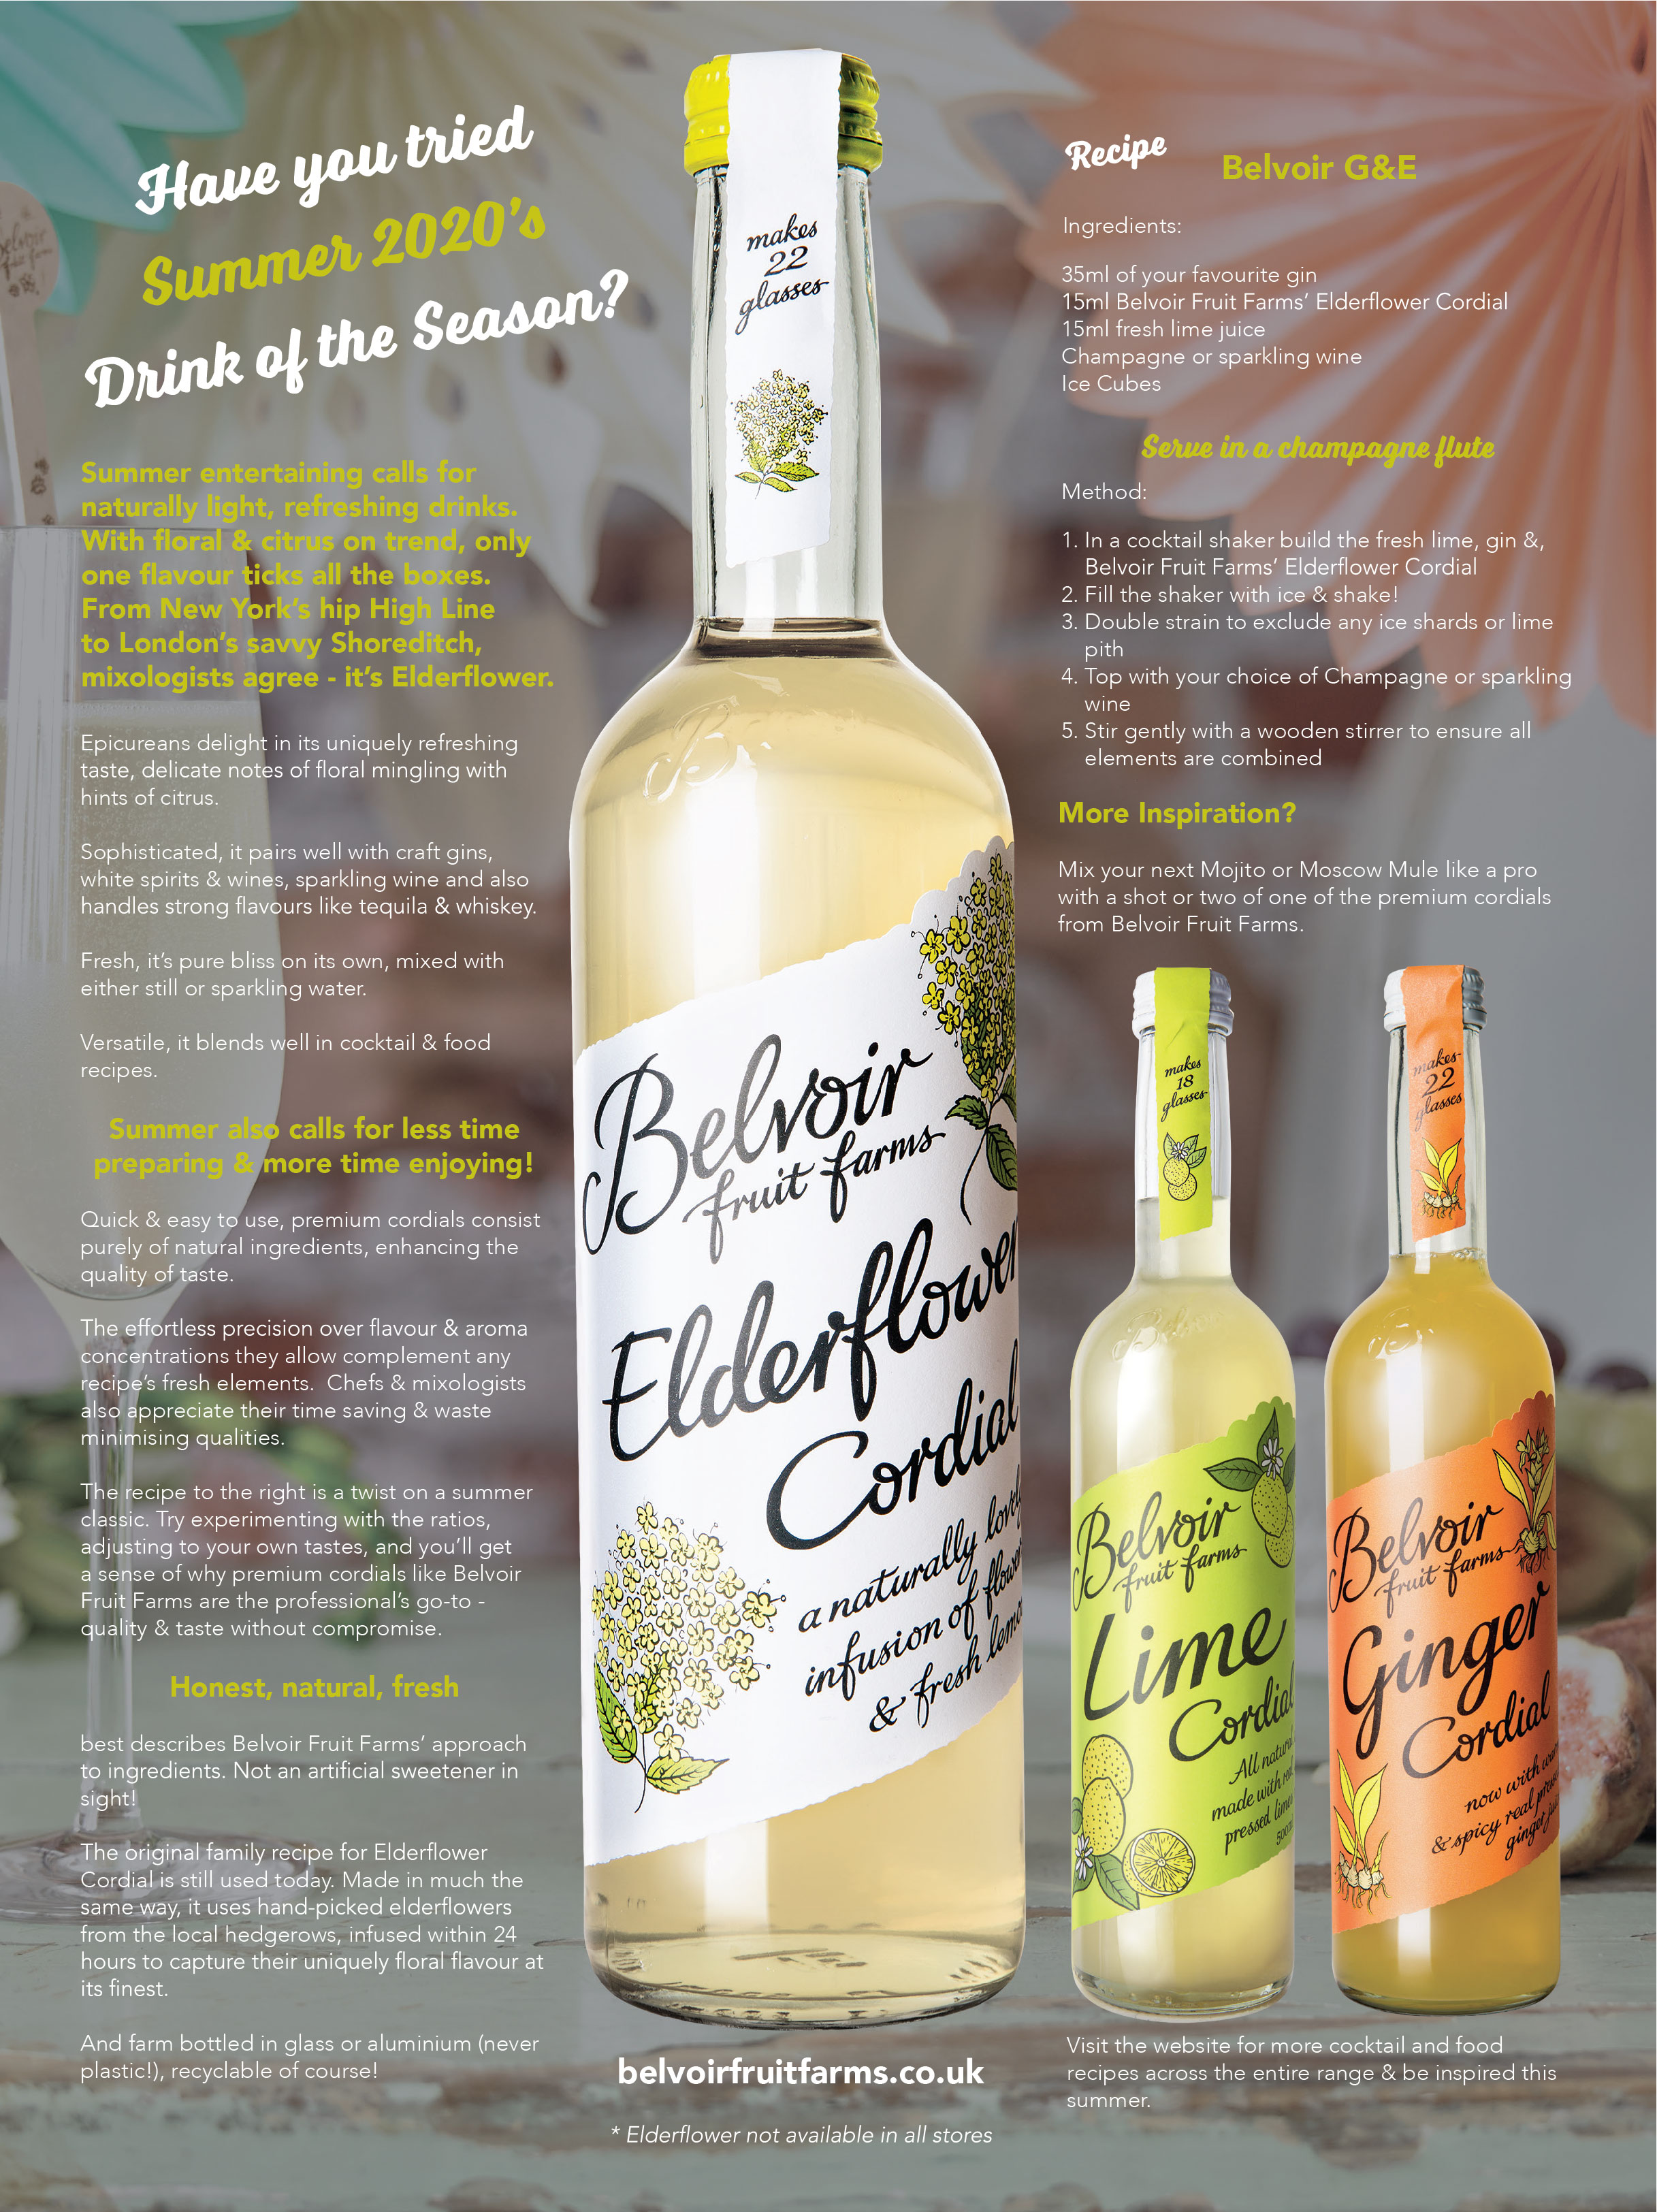 Have you tried
Summer 2020's
Drink of the Season?
Summer entertaining calls for
naturally light, refreshing drinks.
With floral & citrus on trend, only
one flavour ticks all the boxes.
From New York's hip High Line
to London's savvy Shoreditch,
mixologists agree - it's Elderflower.
Epicureans delight in its uniquely refreshing
taste, delicate notes of floral mingling with
hints of citrus.
Sophisticated, it pairs well with craft gins,
white spirits & wines, sparkling wine and also
handles strong flavours like tequila & whiskey.
Fresh, it's pure bliss on its own, mixed with
either still or sparkling water.
Versatile, it blends well in cocktail & food
recipes.
Summer also calls for less time
preparing & more time enjoying!
Quick & easy to use, premium cordials consist
purely of natural ingredients, enhancing the
quality of taste.
The effortless precision over flavour & aroma
concentrations they allow complement any
recipe's fresh elements.  Chefs & mixologists
also appreciate their time saving & waste
minimising qualities.
The recipe to the right is a twist on a summer
classic. Try experimenting with the ratios,
adjusting to your own tastes, and you'll get
a sense of why premium cordials like Belvoir
Fruit Farms are the professional's go-to -
quality & taste without compromise.
Honest, natural, fresh
best describes Belvoir Fruit Farms' approach
to ingredients. Not an artificial sweetener in
sight!
The original family recipe for Elderflower
Cordial is still used today. Made in much the
same way, it uses hand-picked elderflowers
from the local hedgerows, infused within 24
hours to capture their uniquely floral flavour at
its finest.
And farm bottled in glass or aluminium (never
plastic!), recyclable of course!
makes
22
glasses
Belvoir
fruit farms
Elderflower
Cordial
a naturally lovely
infusion of
& fresh
belvoirfruitfarms.co.uk
* Elderflower not available in all stores
Recipe
Belvoir G&E
Ingredients:
35ml of your favourite gin
15ml Belvoir Fruit Farms' Elderflower Cordial
15ml fresh lime juice
Champagne or sparkling wine
Ice Cubes
Serve in a champagne flute
Method:
1. In a cocktail shaker build the fresh lime, gin &,
Belvoir Fruit Farms' Elderflower Cordial
2. Fill the shaker with ice & shake!
3. Double strain to exclude any ice shards or lime
pith
4. Top with your choice of Champagne or sparkling
wine
5. Stir gently with a wooden stirrer to ensure all
elements are combined
More Inspiration?
Mix your next Mojito or Moscow Mule like a pro
with a shot or two of one of the premium cordials
from Belvoir Fruit Farms.
makes
18
glasses
Belvoir
fruit farms
Lime
Cordial
All
made with
pressed
makes
22
glasses
Belvoir
fruit farms
Ginger
Cordial
now with
& spicy real
ginger
Visit the website for more cocktail and food
recipes across the entire range & be inspired this
summer.